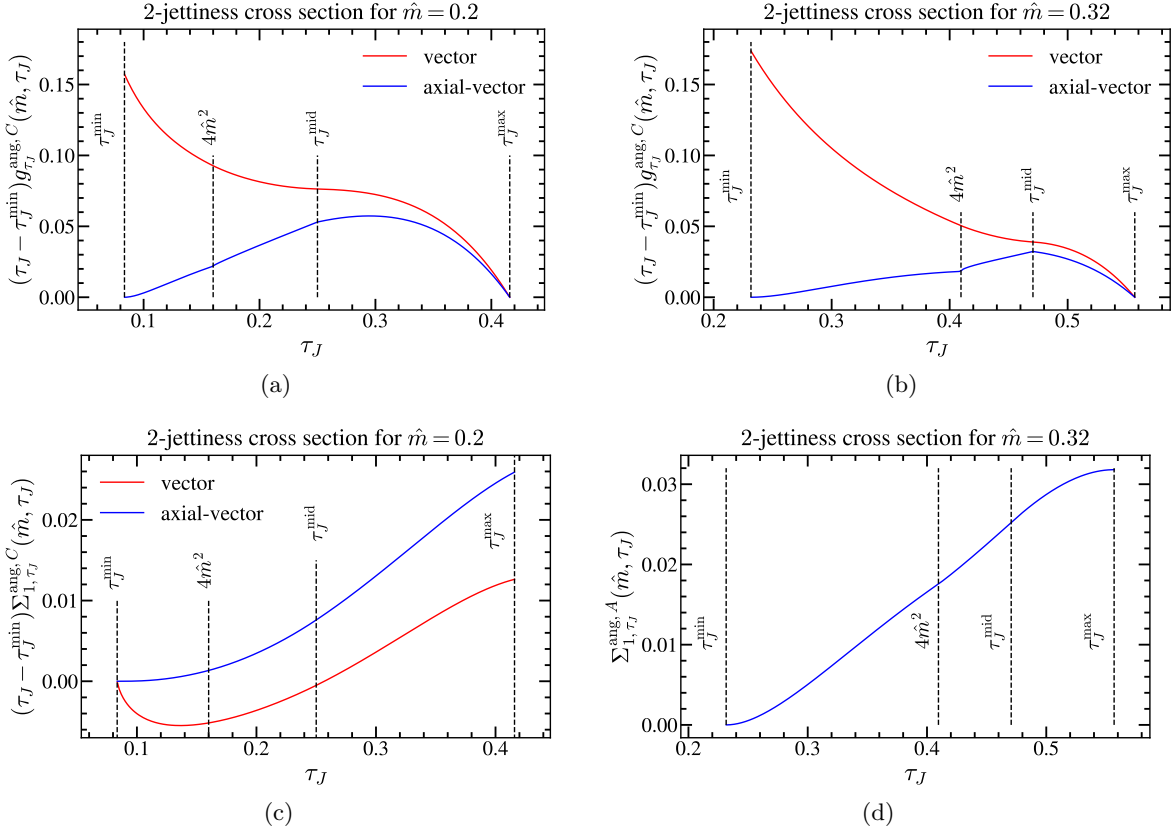 2-jettiness cross section for m̂ = 0.2
(τ_J − τ_J^min) g_{τ_J}^{ang, C}(m̂, τ_J)
0.15
0.10
0.05
0.00
vector
axial-vector
τ_J^min
4m̂²
τ_J^mid
τ_J^max
0.1 0.2 0.3 0.4
τ_J
(a)
2-jettiness cross section for m̂ = 0.32
(τ_J − τ_J^min) g_{τ_J}^{ang, C}(m̂, τ_J)
0.15
0.10
0.05
0.00
vector
axial-vector
τ_J^min
4m̂²
τ_J^mid
τ_J^max
0.2 0.3 0.4 0.5
τ_J
(b)
2-jettiness cross section for m̂ = 0.2
(τ_J − τ_J^min) Σ_{1, τ_J}^{ang, C}(m̂, τ_J)
0.02
0.01
0.00
vector
axial-vector
τ_J^min
4m̂²
τ_J^mid
τ_J^max
0.1 0.2 0.3 0.4
τ_J
(c)
2-jettiness cross section for m̂ = 0.32
Σ_{1, τ_J}^{ang, A}(m̂, τ_J)
0.03
0.02
0.01
0.00
τ_J^min
4m̂²
τ_J^mid
τ_J^max
0.2 0.3 0.4 0.5
τ_J
(d)